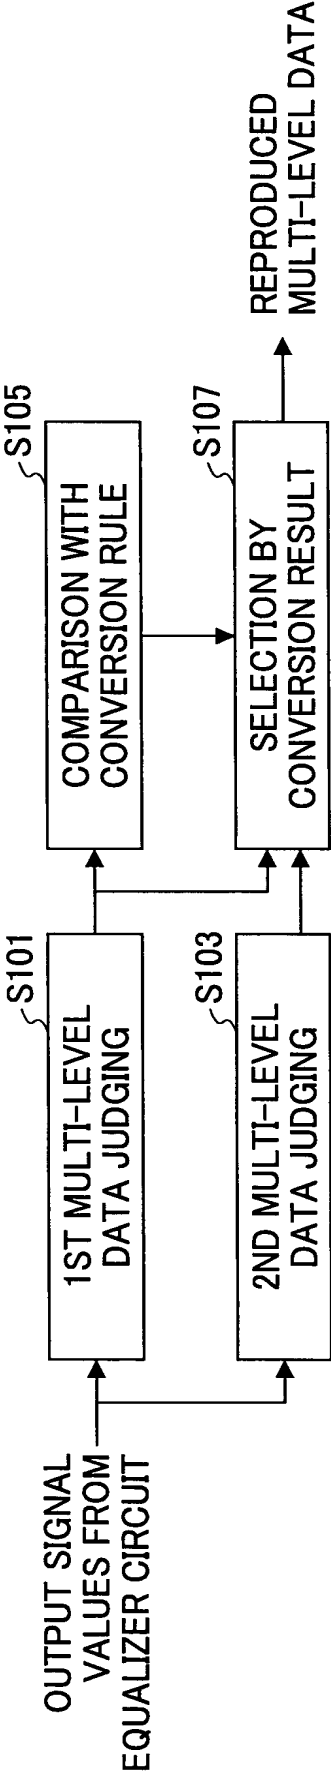 OUTPUT SIGNAL
VALUES FROM
EQUALIZER CIRCUIT
S101
1ST MULTI-LEVEL
DATA JUDGING
S103
2ND MULTI-LEVEL
DATA JUDGING
S105
COMPARISON WITH
CONVERSION RULE
S107
SELECTION BY
CONVERSION RESULT
REPRODUCED
MULTI-LEVEL DATA